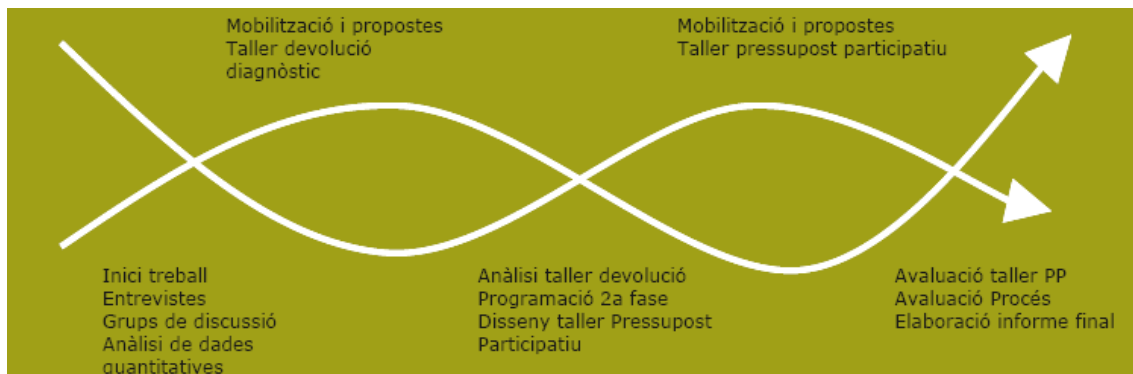 Mobilització i propostes
Taller devolució
diagnòstic
Mobilització i propostes
Taller pressupost participatiu
Inici treball
Entrevistes
Grups de discussió
Anàlisi de dades
quantitatives
Anàlisi taller devolució
Programació 2a fase
Disseny taller Pressupost
Participatiu
Avaluació taller PP
Avaluació Procés
Elaboració informe final